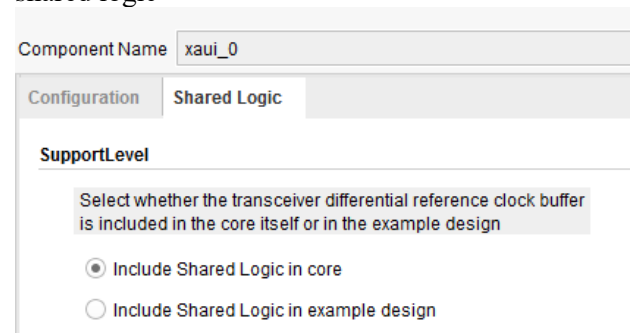 shared logic
Component Name xaui_0
Configuration Shared Logic
SupportLevel
Select whether the transceiver differential reference clock buffer
is included in the core itself or in the example design
Include Shared Logic in core
Include Shared Logic in example design